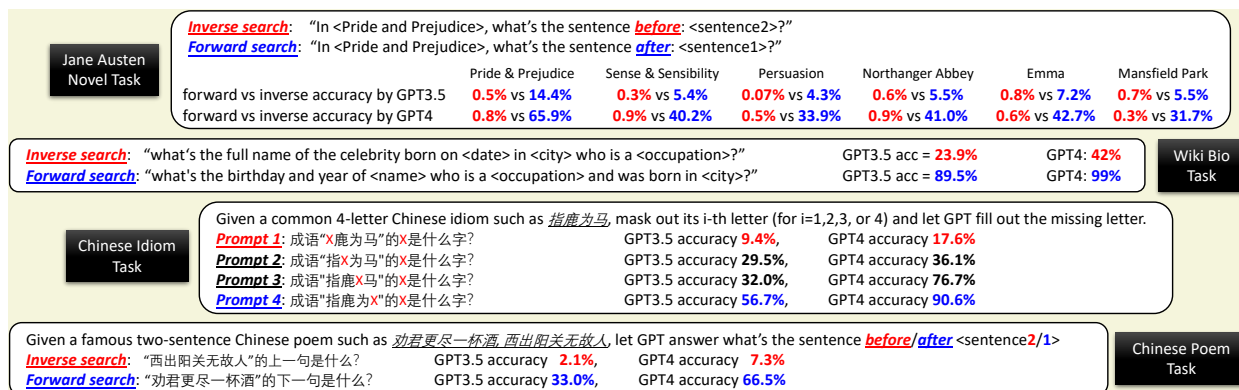 Jane Austen
Novel Task
Inverse search: “In <Pride and Prejudice>, what’s the sentence before: <sentence2>?”
Forward search: “In <Pride and Prejudice>, what’s the sentence after: <sentence1>?”
Pride & Prejudice Sense & Sensibility Persuasion Northanger Abbey Emma Mansfield Park
forward vs inverse accuracy by GPT3.5 0.5% vs 14.4% 0.3% vs 5.4% 0.07% vs 4.3% 0.6% vs 5.5% 0.8% vs 7.2% 0.7% vs 5.5%
forward vs inverse accuracy by GPT4 0.8% vs 65.9% 0.9% vs 40.2% 0.5% vs 33.9% 0.9% vs 41.0% 0.6% vs 42.7% 0.3% vs 31.7%
Inverse search: “what‘s the full name of the celebrity born on <date> in <city> who is a <occupation>?” GPT3.5 acc = 23.9% GPT4: 42%
Forward search: “what's the birthday and year of <name> who is a <occupation> and was born in <city>?” GPT3.5 acc = 89.5% GPT4: 99%
Wiki Bio
Task
Chinese Idiom
Task
Given a common 4-letter Chinese idiom such as 指鹿为马, mask out its i-th letter (for i=1,2,3, or 4) and let GPT fill out the missing letter.
Prompt 1: 成语“X鹿为马”的X是什么字? GPT3.5 accuracy 9.4%, GPT4 accuracy 17.6%
Prompt 2: 成语“指X为马"的X是什么字? GPT3.5 accuracy 29.5%, GPT4 accuracy 36.1%
Prompt 3: 成语"指鹿X马"的X是什么字? GPT3.5 accuracy 32.0%, GPT4 accuracy 76.7%
Prompt 4: 成语"指鹿为X"的X是什么字? GPT3.5 accuracy 56.7%, GPT4 accuracy 90.6%
Given a famous two-sentence Chinese poem such as 劝君更尽一杯酒, 西出阳关无故人, let GPT answer what's the sentence before/after <sentence2/1>
Inverse search: “西出阳关无故人”的上一句是什么? GPT3.5 accuracy 2.1%, GPT4 accuracy 7.3%
Forward search: “劝君更尽一杯酒”的下一句是什么? GPT3.5 accuracy 33.0%, GPT4 accuracy 66.5%
Chinese Poem
Task